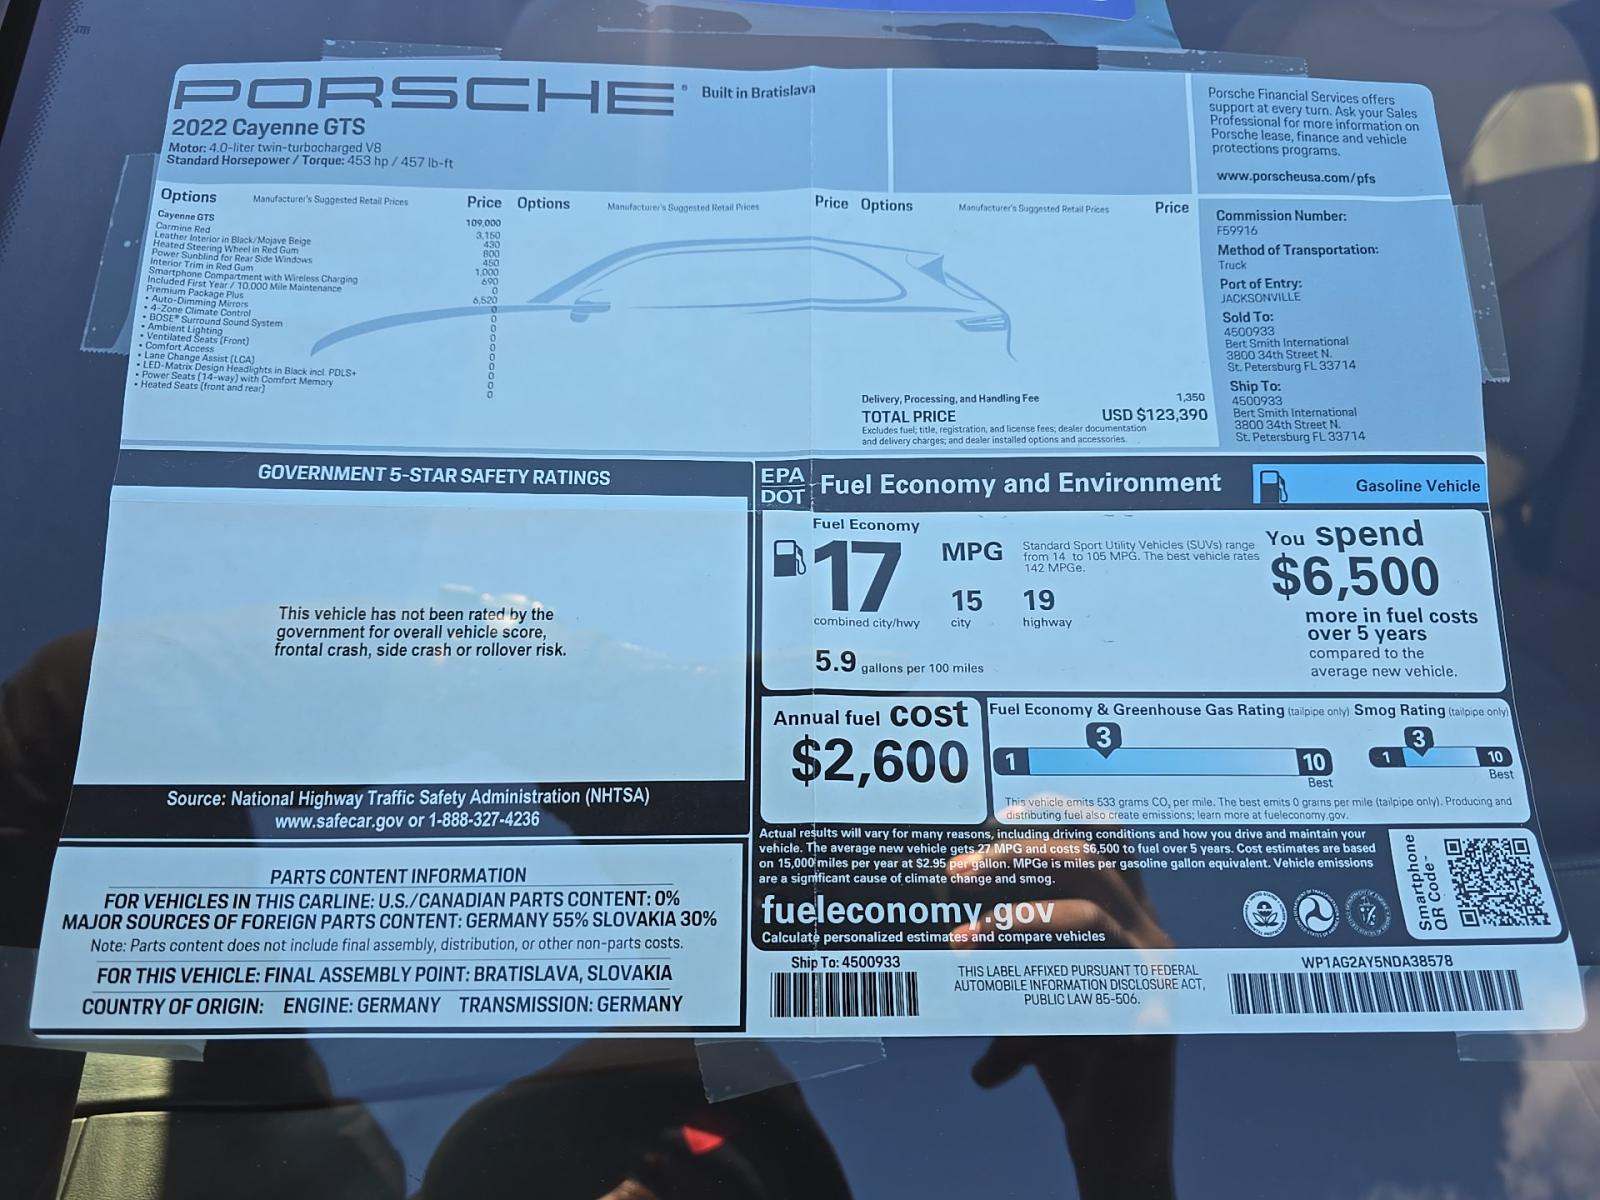 PORSCHE® Built in Bratislava
2022 Cayenne GTS
Motor: 4.0-liter twin-turbocharged V8
Standard Horsepower / Torque: 453 hp / 457 lb-ft
Porsche Financial Services offers
support at every turn. Ask your Sales
Professional for more information on
Porsche lease, finance and vehicle
protections programs.
www.porscheusa.com/pfs
Options Manufacturer's Suggested Retail Prices Price Options Manufacturer's Suggested Retail Prices Price Options Manufacturer's Suggested Retail Prices Price
Cayenne GTS 109,000
Carmine Red 3,150
Leather Interior in Black/Mojave Beige 430
Heated Steering Wheel in Red Gum 800
Power Sunblind for Rear Side Windows 450
Interior Trim in Red Gum 1,000
Smartphone Compartment with Wireless Charging 690
Included First Year / 10,000 Mile Maintenance 0
Premium Package Plus 6,520
• Auto-Dimming Mirrors 0
• 4-Zone Climate Control 0
• BOSE® Surround Sound System 0
• Ambient Lighting 0
• Ventilated Seats (Front) 0
• Comfort Access 0
• Lane Change Assist (LCA) 0
• LED-Matrix Design Headlights in Black incl. PDLS+ 0
• Power Seats (14-way) with Comfort Memory 0
• Heated Seats (front and rear) 0
Delivery, Processing, and Handling Fee 1,350
TOTAL PRICE USD $123,390
Excludes fuel; title, registration, and license fees; dealer documentation
and delivery charges; and dealer installed options and accessories.
Commission Number:
F59916
Method of Transportation:
Truck
Port of Entry:
JACKSONVILLE
Sold To:
4500933
Bert Smith International
3800 34th Street N.
St. Petersburg FL 33714
Ship To:
4500933
Bert Smith International
3800 34th Street N.
St. Petersburg FL 33714
GOVERNMENT 5-STAR SAFETY RATINGS
This vehicle has not been rated by the
government for overall vehicle score,
frontal crash, side crash or rollover risk.
Source: National Highway Traffic Safety Administration (NHTSA)
www.safecar.gov or 1-888-327-4236
PARTS CONTENT INFORMATION
FOR VEHICLES IN THIS CARLINE: U.S./CANADIAN PARTS CONTENT: 0%
MAJOR SOURCES OF FOREIGN PARTS CONTENT: GERMANY 55% SLOVAKIA 30%
Note: Parts content does not include final assembly, distribution, or other non-parts costs.
FOR THIS VEHICLE: FINAL ASSEMBLY POINT: BRATISLAVA, SLOVAKIA
COUNTRY OF ORIGIN: ENGINE: GERMANY TRANSMISSION: GERMANY
EPA
DOT
Fuel Economy and Environment
Gasoline Vehicle
Fuel Economy
17 MPG
combined city/hwy
15
city
19
highway
5.9 gallons per 100 miles
Standard Sport Utility Vehicles (SUVs) range
from 14 to 105 MPG. The best vehicle rates
142 MPGe.
You spend
$6,500
more in fuel costs
over 5 years
compared to the
average new vehicle.
Annual fuel cost
$2,600
Fuel Economy & Greenhouse Gas Rating (tailpipe only)
3
1 10
Best
Smog Rating (tailpipe only)
3
1 10
Best
This vehicle emits 533 grams CO₂ per mile. The best emits 0 grams per mile (tailpipe only). Producing and
distributing fuel also create emissions; learn more at fueleconomy.gov.
Actual results will vary for many reasons, including driving conditions and how you drive and maintain your
vehicle. The average new vehicle gets 27 MPG and costs $6,500 to fuel over 5 years. Cost estimates are based
on 15,000 miles per year at $2.95 per gallon. MPGe is miles per gasoline gallon equivalent. Vehicle emissions
are a significant cause of climate change and smog.
fueleconomy.gov
Calculate personalized estimates and compare vehicles
Smartphone
QR Code
Ship To: 4500933
THIS LABEL AFFIXED PURSUANT TO FEDERAL
AUTOMOBILE INFORMATION DISCLOSURE ACT,
PUBLIC LAW 85-506.
WP1AG2AY5NDA38578